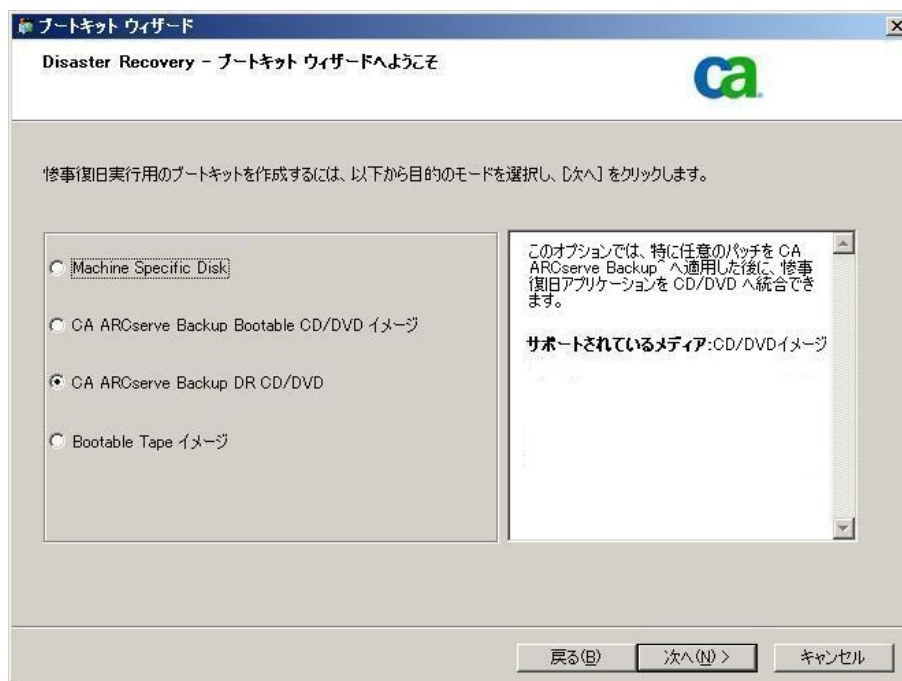 ブートキット ウィザード
Disaster Recovery - ブートキット ウィザードへようこそ
ca
惨事復旧実行用のブートキットを作成するには、以下から目的のモードを選択し、[次へ] をクリックします。
Machine Specific Disk
CA ARCserve Backup Bootable CD/DVD イメージ
CA ARCserve Backup DR CD/DVD
Bootable Tape イメージ
このオプションでは、特に任意のパッチを CA
ARCserve Backup^ へ適用した後に、惨事
復旧アプリケーションを CD/DVD へ統合でき
ます。
サポートされているメディア:CD/DVDイメージ
戻る(B)
次へ(N) >
キャンセル